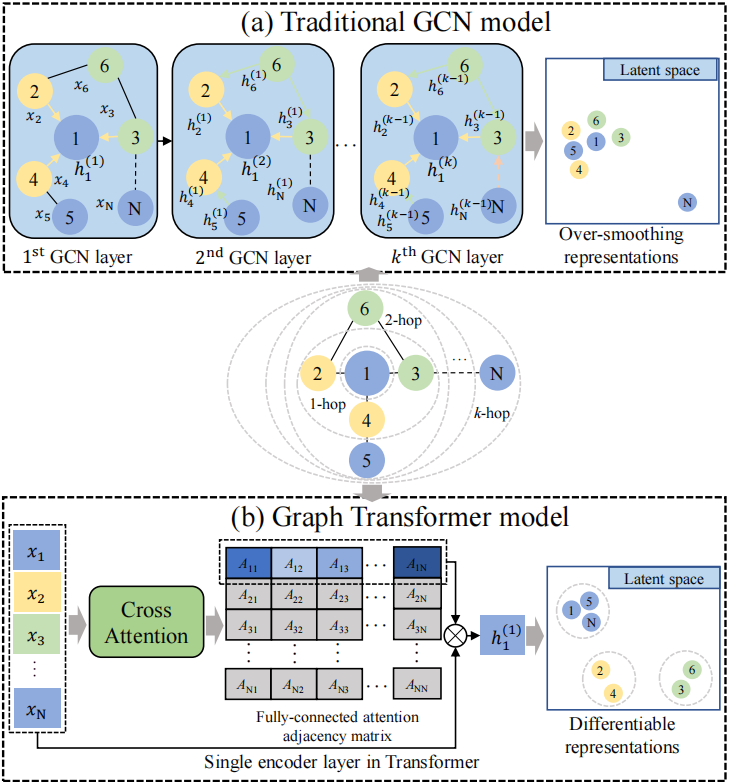 (a) Traditional GCN model
6
2
x_6
x_2
x_3
1
3
h_1^{(1)}
4
x_4
x_5
5
x_N
N
1^{st} GCN layer
6
2
h_6^{(1)}
h_2^{(1)}
h_3^{(1)}
1
3
h_1^{(2)}
4
h_4^{(1)}
h_5^{(1)}
5
h_N^{(1)}
N
2^{nd} GCN layer
...
6
2
h_6^{(k-1)}
h_2^{(k-1)}
h_3^{(k-1)}
1
3
h_1^{(k)}
4
h_4^{(k-1)}
h_5^{(k-1)}
5
h_N^{(k-1)}
N
k^{th} GCN layer
Latent space
6
2
1
3
5
4
N
Over-smoothing
representations
6
2-hop
2
1
3
...
N
1-hop
k-hop
4
5
(b) Graph Transformer model
x_1
x_2
x_3
⋮
x_N
Cross
Attention
A_{11} A_{12} A_{13} ... A_{1N}
A_{21} A_{22} A_{23} ... A_{2N}
A_{31} A_{32} A_{33} ... A_{3N}
⋮ ⋮ ⋮ ⋮
A_{N1} A_{N2} A_{N3} ... A_{NN}
Fully-connected attention
adjacency matrix
Single encoder layer in Transformer
h_1^{(1)}
Latent space
5
1
N
2
4
6
3
Differentiable
representations